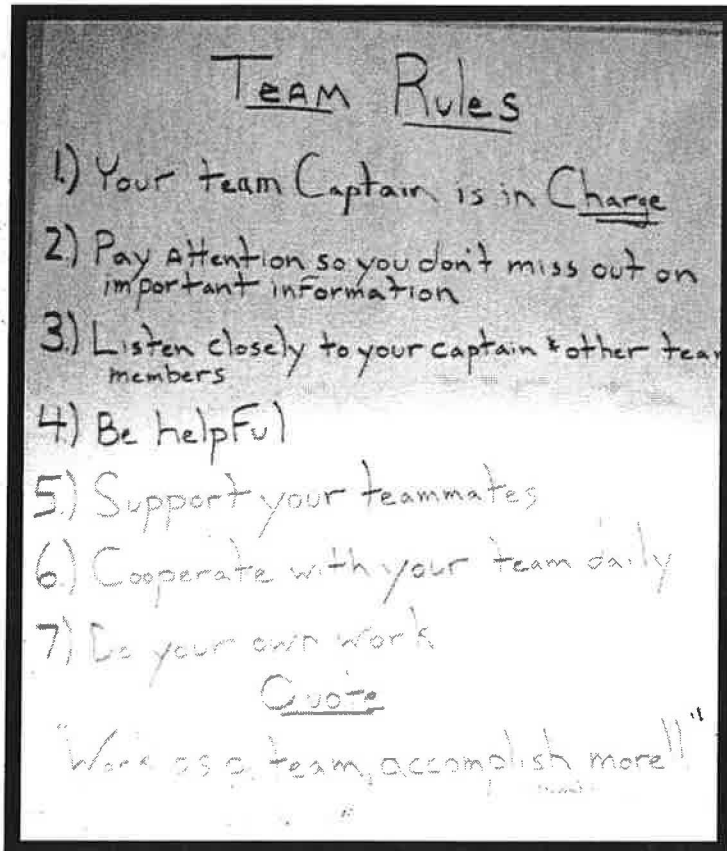 Team Rules
1.) Your team Captain is in Charge
2.) Pay Attention so you don't miss out on
important information
3.) Listen closely to your captain & other tea
members
4.) Be helpful
5.) Support your teammates
6.) Cooperate with your team daily
7.) Do your own work
Quote
"Work as a team, accomplish more!!"